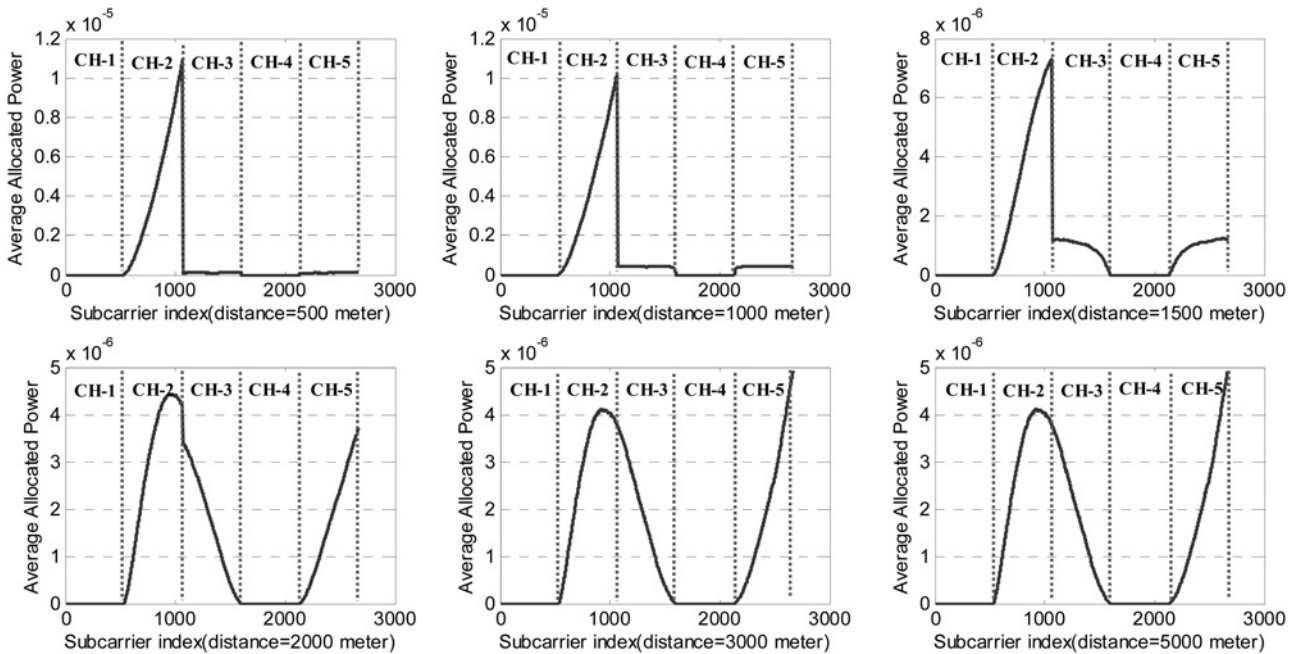 x 10-5
1.2
1
0.8
0.6
0.4
0.2
0
CH-1 CH-2 CH-3 CH-4 CH-5
Average Allocated Power
0 1000 2000 3000
Subcarrier index(distance=500 meter)
x 10-5
1.2
1
0.8
0.6
0.4
0.2
0
CH-1 CH-2 CH-3 CH-4 CH-5
Average Allocated Power
0 1000 2000 3000
Subcarrier index(distance=1000 meter)
x 10-6
8
6
4
2
0
CH-1 CH-2 CH-3 CH-4 CH-5
Average Allocated Power
0 1000 2000 3000
Subcarrier index(distance=1500 meter)
x 10-6
5
4
3
2
1
0
CH-1 CH-2 CH-3 CH-4 CH-5
Average Allocated Power
0 1000 2000 3000
Subcarrier index(distance=2000 meter)
x 10-6
5
4
3
2
1
0
CH-1 CH-2 CH-3 CH-4 CH-5
Average Allocated Power
0 1000 2000 3000
Subcarrier index(distance=3000 meter)
x 10-6
5
4
3
2
1
0
CH-1 CH-2 CH-3 CH-4 CH-5
Average Allocated Power
0 1000 2000 3000
Subcarrier index(distance=5000 meter)